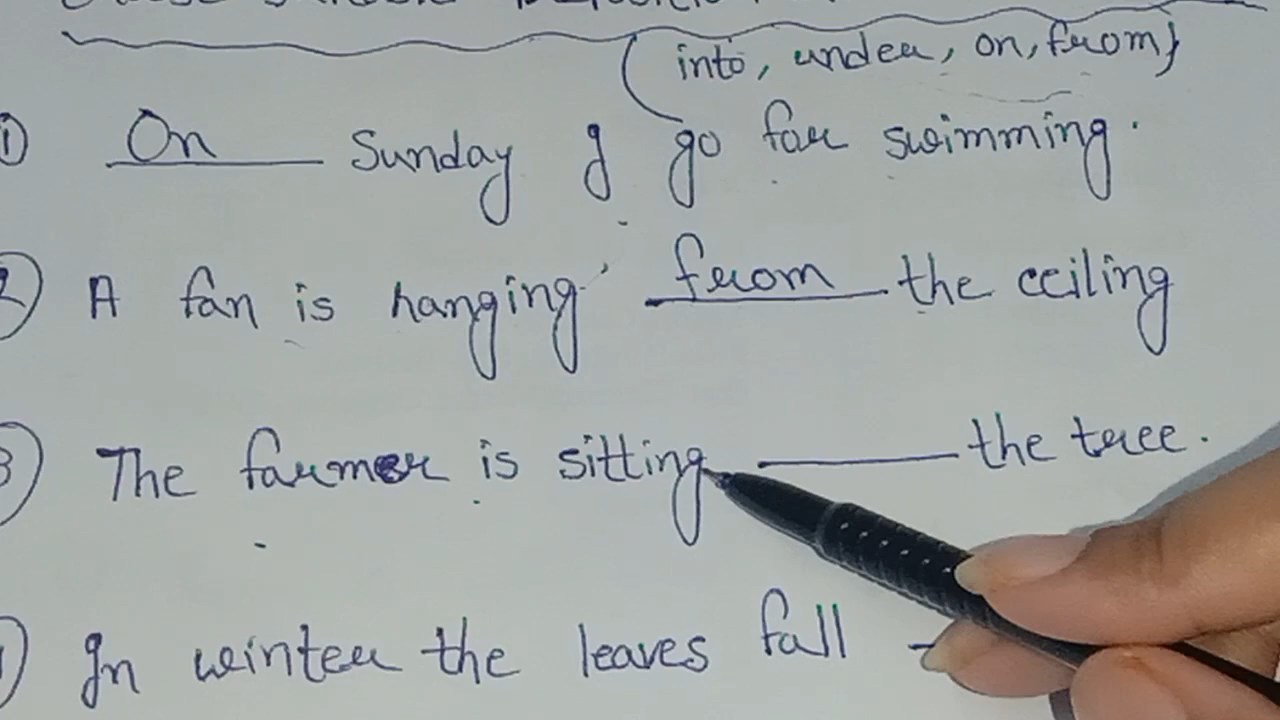 (into, under, on, from}
① On Sunday I go for swimming.
2 A fan is hanging from the ceiling
3 The farmer is sitting ______ the tree.
In winter the leaves fall